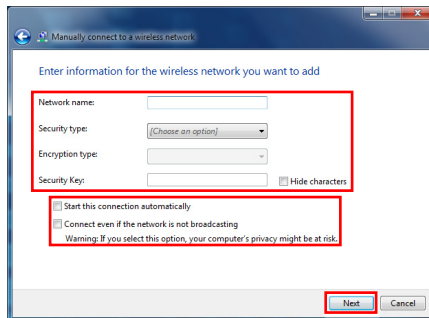 Manually connect to a wireless network
Enter information for the wireless network you want to add
Network name:
Security type:
[Choose an option]
Encryption type:
Security Key:
Hide characters
Start this connection automatically
Connect even if the network is not broadcasting
Warning: If you select this option, your computer's privacy might be at risk.
Next
Cancel